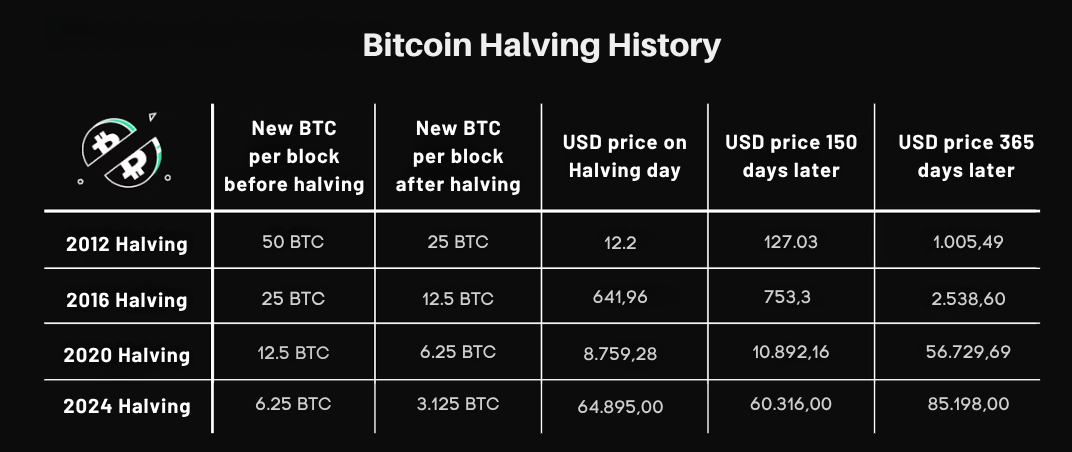 Bitcoin Halving History
New BTC
per block
before halving
New BTC
per block
after halving
USD price on
Halving day
USD price 150
days later
USD price 365
days later
2012 Halving 50 BTC 25 BTC 12.2 127.03 1.005,49
2016 Halving 25 BTC 12.5 BTC 641,96 753,3 2.538,60
2020 Halving 12.5 BTC 6.25 BTC 8.759,28 10.892,16 56.729,69
2024 Halving 6.25 BTC 3.125 BTC 64.895,00 60.316,00 85.198,00